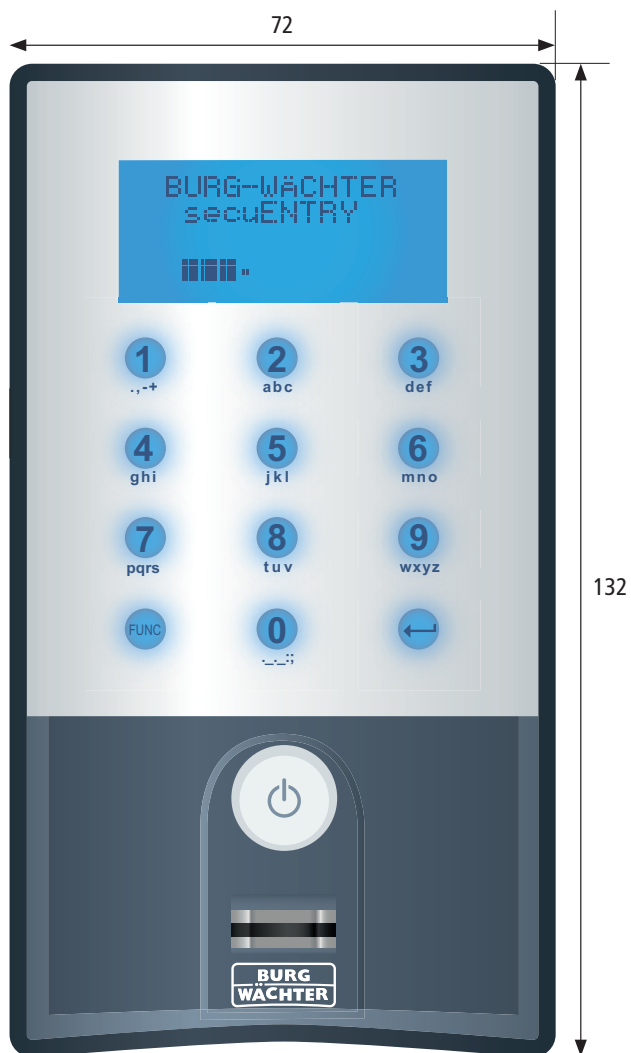 72
BURG-WÄCHTER
secuENTRY
1 2 3
.,-+ abc def
4 5 6
ghi jkl mno
7 8 9
pqrs tuv wxyz
132
FUNC 0
._._:;
BURG
WÄCHTER